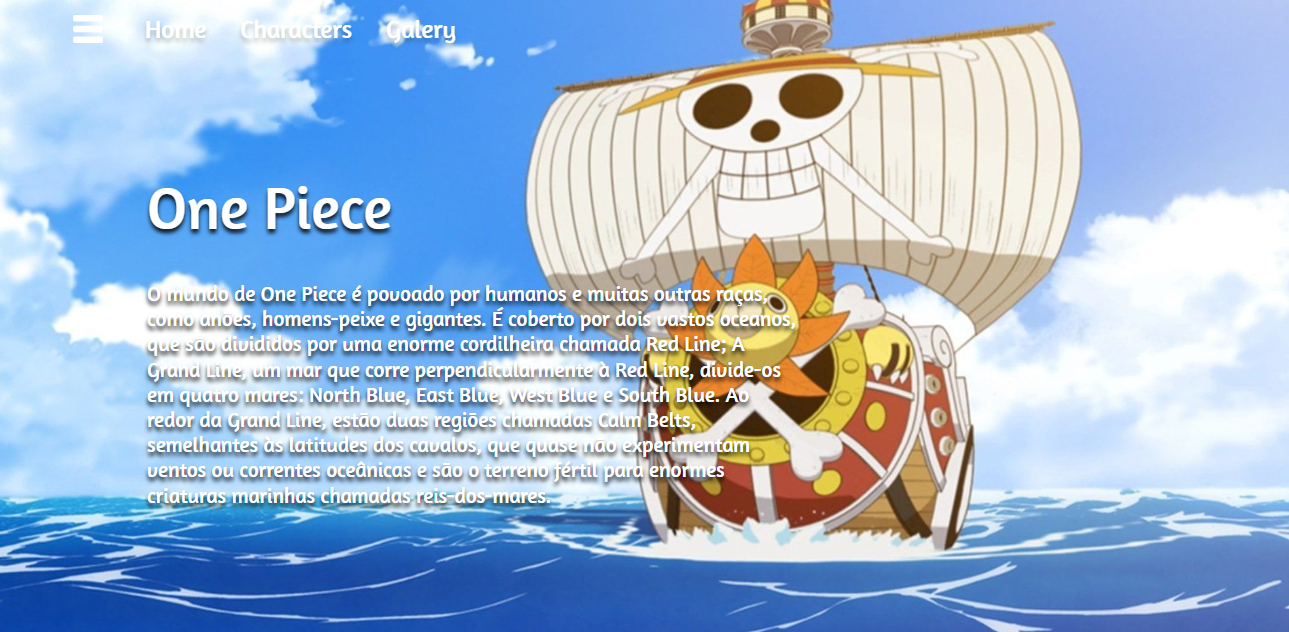 Home Characters Galery
One Piece
O mundo de One Piece é povoado por humanos e muitas outras raças,
como anões, homens-peixe e gigantes. É coberto por dois vastos oceanos,
que são divididos por uma enorme cordilheira chamada Red Line; A
Grand Line, um mar que corre perpendicularmente à Red Line, divide-os
em quatro mares: North Blue, East Blue, West Blue e South Blue. Ao
redor da Grand Line, estão duas regiões chamadas Calm Belts,
semelhantes às latitudes dos cavalos, que quase não experimentam
ventos ou correntes oceânicas e são o terreno fértil para enormes
criaturas marinhas chamadas reis-dos-mares.